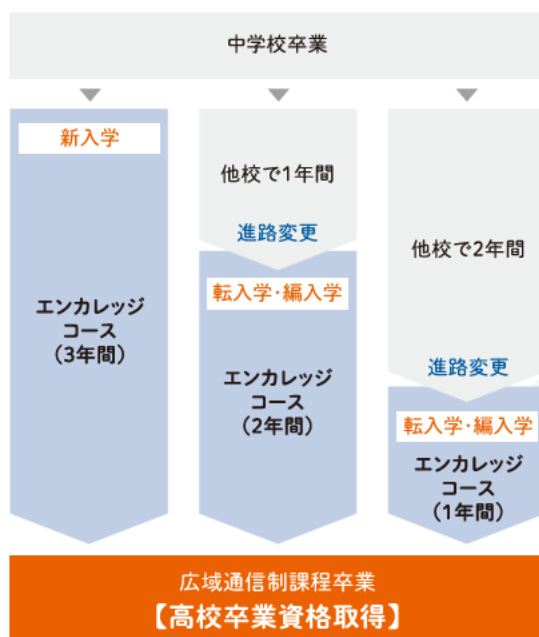 中学校卒業
新入学
エンカレッジ
コース
(3年間)
他校で1年間
進路変更
転入学·編入学
エンカレッジ
コース
(2年間)
他校で2年間
進路変更
転入学·編入学
エンカレッジ
コース
(1年間)
広域通信制課程卒業
【高校卒業資格取得】